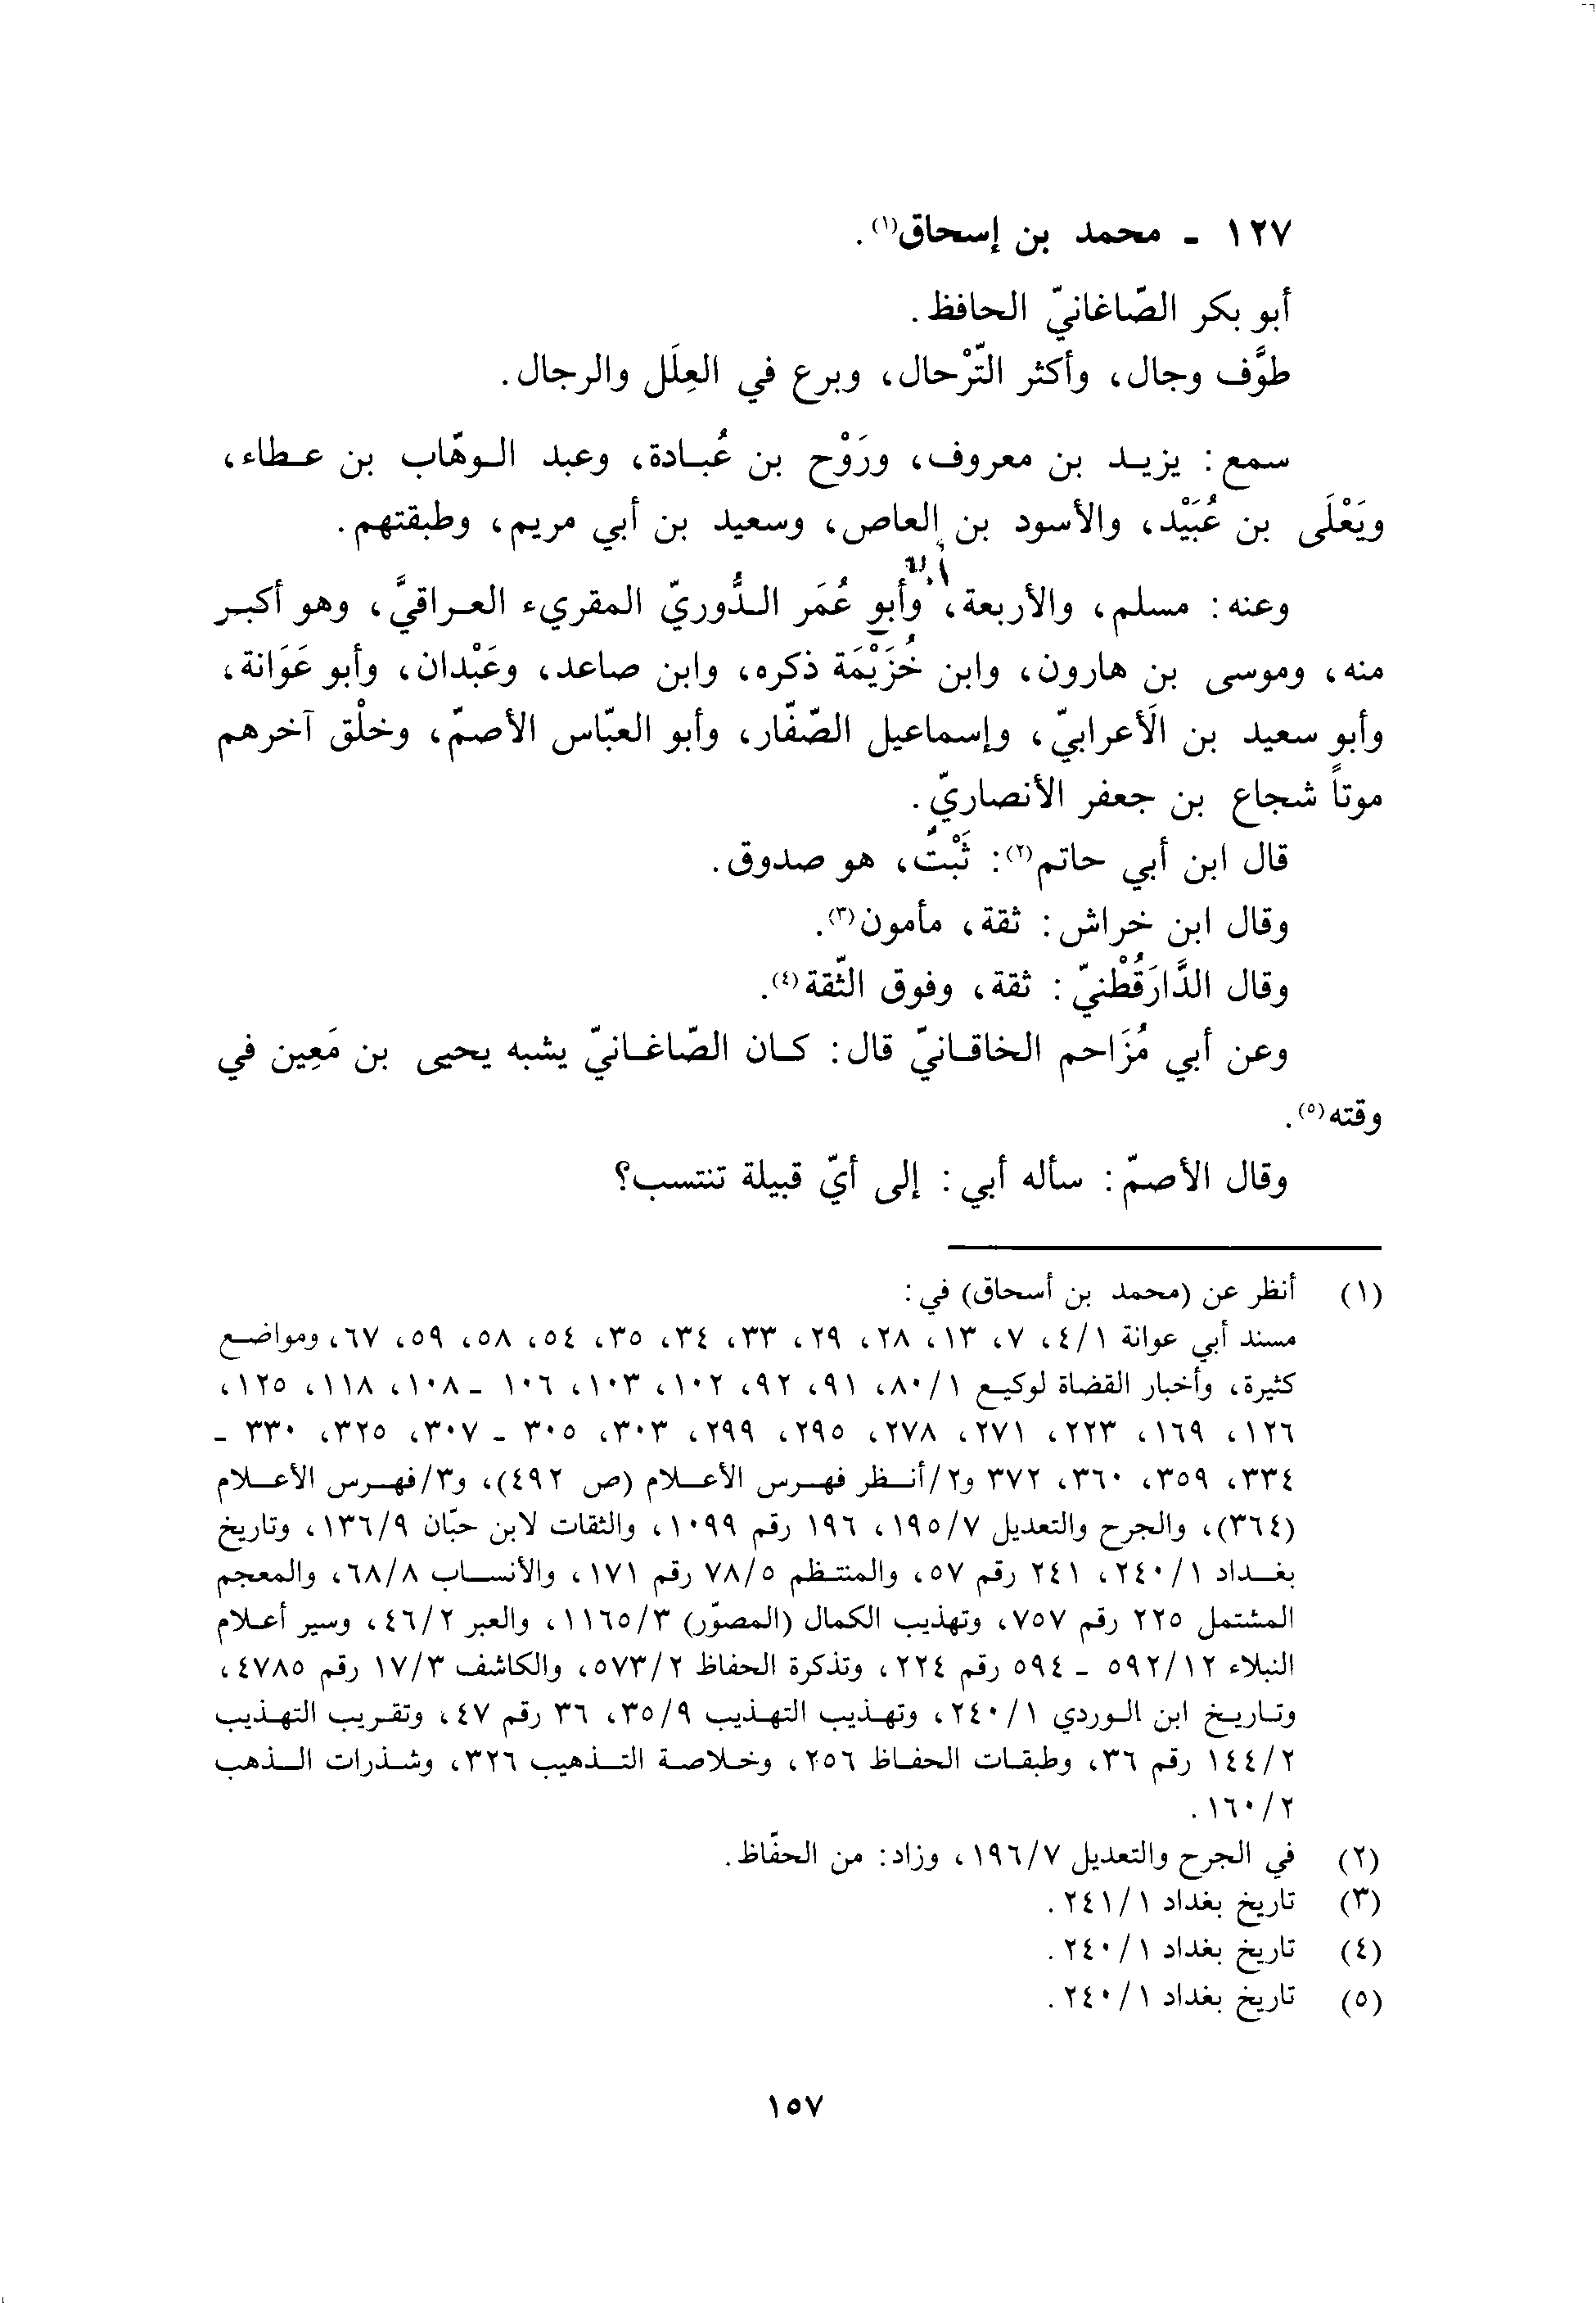 ١٢٧ - محمد بن إسحاق(١).
أبو بكر الصّاغانيّ الحافظ.
طوَّف وجال، وأكثر التّرْحال، وبرع في العِلَل والرجال.
سمع: يزيد بن معروف، ورَوْح بن عُبادة، وعبد الوهّاب بن عطاء،
ويَعْلَى بن عُبَيْد، والأسود بن العاص، وسعيد بن أبي مريم، وطبقتهم.
وعنه: مسلم، والأربعة، وأبو عُمَر الدُّوريّ المقريء العراقيَّ، وهو أكبر
منه، وموسى بن هارون، وابن خُزَيْمَة ذكره، وابن صاعد، وعَبْدان، وأبو عَوَانة،
وأبو سعيد بن الَأعرابيّ، وإسماعيل الصّفّار، وأبو العبّاس الأصمّ، وخلْق آخرهم
موتاً شجاع بن جعفر الأنصاريّ.
قال ابن أبي حاتم(٢): ثَبْتُ، هو صدوق.
وقال ابن خراش: ثقة، مأمون(٣).
وقال الدَّارَقُطْنيّ: ثقة، وفوق الثّقة(٤).
وعن أبي مُزَاحم الخاقانيّ قال: كان الصّاغانيّ يشبه يحيى بن مَعِين في
وقته(٥).
وقال الأصمّ: سأله أبي: إلى أيّ قبيلة تنتسب؟
(١) أنظر عن (محمد بن أسحاق) في:
مسند أبي عوانة ٤/١، ٧، ١٣، ٢٨، ٢٩، ٣٣، ٣٤، ٣٥، ٥٤، ٥٨، ٥٩، ٦٧، ومواضع
كثيرة، وأخبار القضاة لوكيع ٨٠/١، ٩١، ٩٢، ١٠٢، ١٠٣، ١٠٦ - ١٠٨، ١١٨، ١٢٥،
١٢٦، ١٦٩، ٢٢٣، ٢٧١، ٢٧٨، ٢٩٥، ٢٩٩، ٣٠٣، ٣٠٥ - ٣٠٧، ٣٢٥، ٣٣٠ -
٣٣٤، ٣٥٩، ٣٦٠، ٣٧٢ و٢/أنظر فهرس الأعلام (ص ٤٩٢)، و٣/فهرس الأعلام
(٣٦٤)، والجرح والتعديل ١٩٥/٧، ١٩٦ رقم ١٠٩٩، والثقات لابن حبّان ١٣٦/٩، وتاريخ
بغداد ٢٤٠/١، ٢٤١ رقم ٥٧، والمنتظم ٧٨/٥ رقم ١٧١، والأنساب ٦٨/٨، والمعجم
المشتمل ٢٢٥ رقم ٧٥٧، وتهذيب الكمال (المصوّر) ١١٦٥/٣، والعبر ٤٦/٢، وسير أعلام
النبلاء ٥٩٢/١٢ - ٥٩٤ رقم ٢٢٤، وتذكرة الحفاظ ٥٧٣/٢، والكاشف ١٧/٣ رقم ٤٧٨٥،
وتاريخ ابن الوردي ٢٤٠/١، وتهذيب التهذيب ٣٥/٩، ٣٦ رقم ٤٧، وتقريب التهذيب
١٤٤/٢ رقم ٣٦، وطبقات الحفاظ ٢٥٦، وخلاصة التذهيب ٣٢٦، وشذرات الذهب
١٦٠/٢.
(٢) في الجرح والتعديل ١٩٦/٧، وزاد: من الحفّاظ.
(٣) تاريخ بغداد ٢٤١/١.
(٤) تاريخ بغداد ٢٤٠/١.
(٥) تاريخ بغداد ٢٤٠/١.
١٥٧